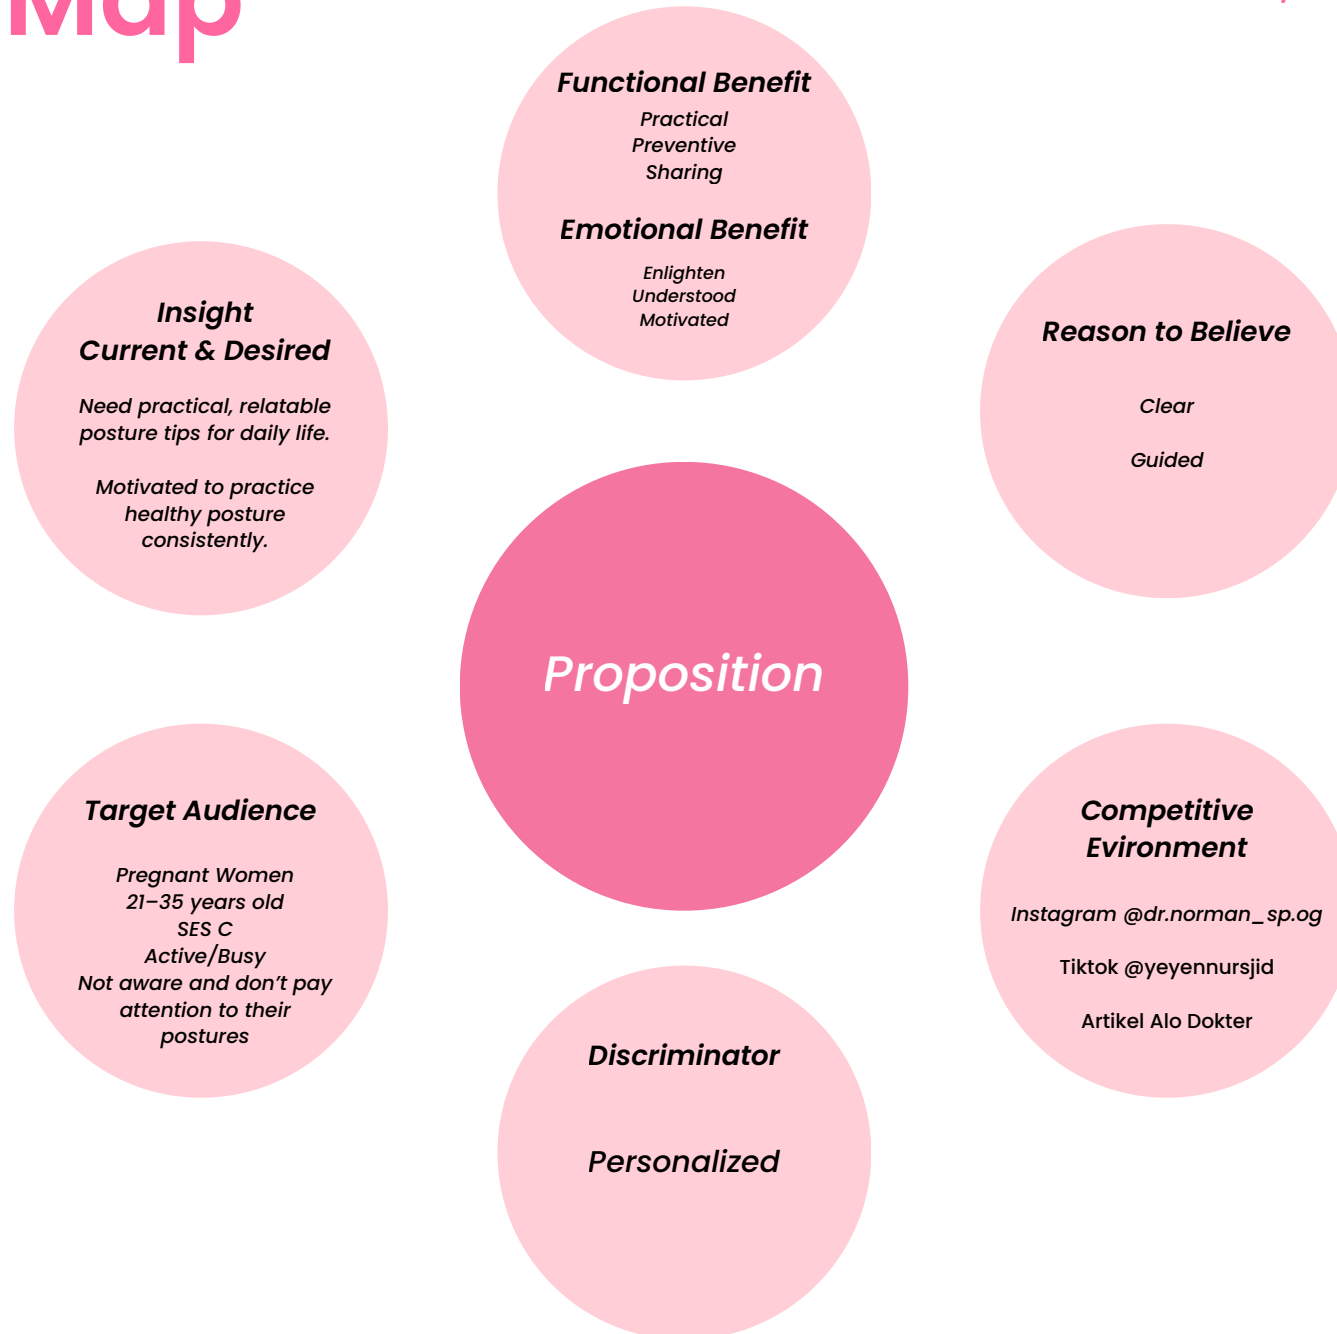 Map
Functional Benefit
Practical
Preventive
Sharing
Emotional Benefit
Enlighten
Understood
Motivated
Insight
Current & Desired
Need practical, relatable
posture tips for daily life.
Motivated to practice
healthy posture
consistently.
Reason to Believe
Clear
Guided
Proposition
Target Audience
Pregnant Women
21–35 years old
SES C
Active/Busy
Not aware and don’t pay
attention to their
postures
Competitive
Evironment
Instagram @dr.norman_sp.og
Tiktok @yeyennursjid
Artikel Alo Dokter
Discriminator
Personalized